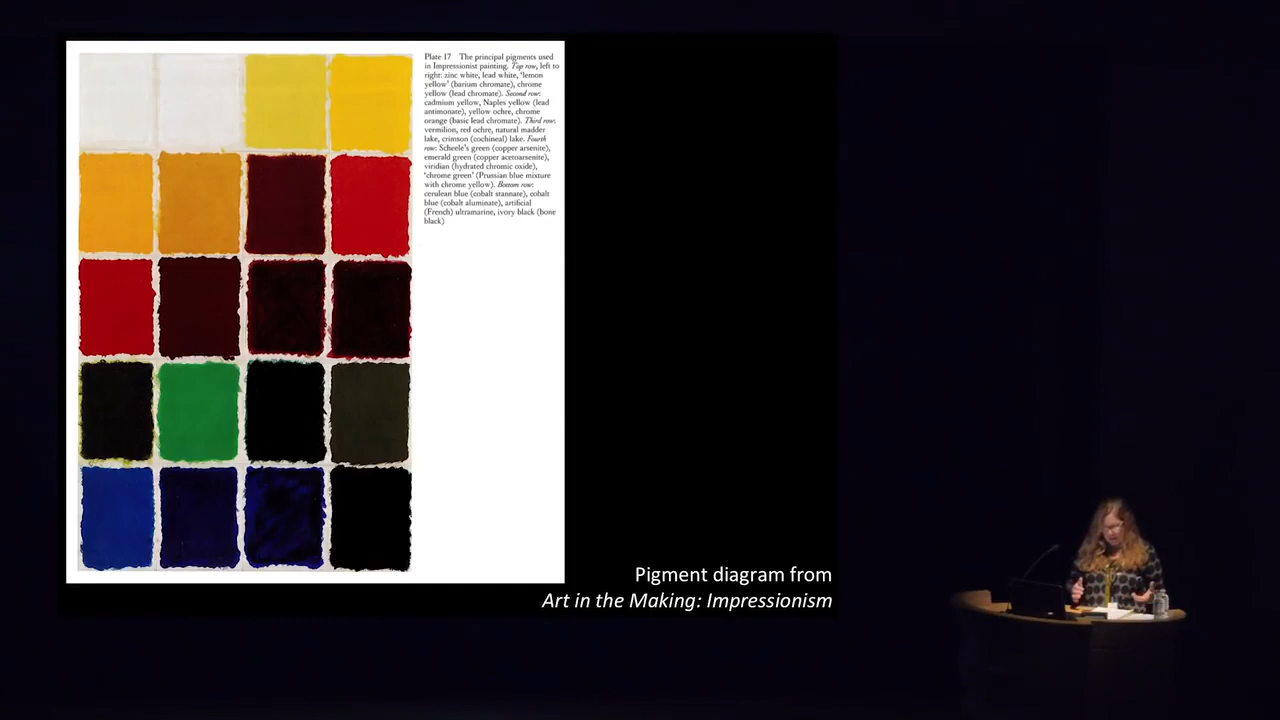 Plate 17 The principal pigments used
in Impressionist painting. Top row, left to
right: zinc white, lead white, 'lemon
yellow' (barium chromate), chrome
yellow (lead chromate). Second row:
cadmium yellow, Naples yellow (lead
antimonate), yellow ochre, chrome
orange (basic lead chromate). Third row:
vermilion, red ochre, natural madder
lake, crimson (cochineal) lake. Fourth
row: Scheele's green (copper arsenite),
emerald green (copper acetoarsenite),
viridian (hydrated chromic oxide),
'chrome green' (Prussian blue mixture
with chrome yellow). Bottom row:
cerulean blue (cobalt stannate), cobalt
blue (cobalt aluminate), artificial
(French) ultramarine, ivory black (bone
black)
Pigment diagram from
Art in the Making: Impressionism